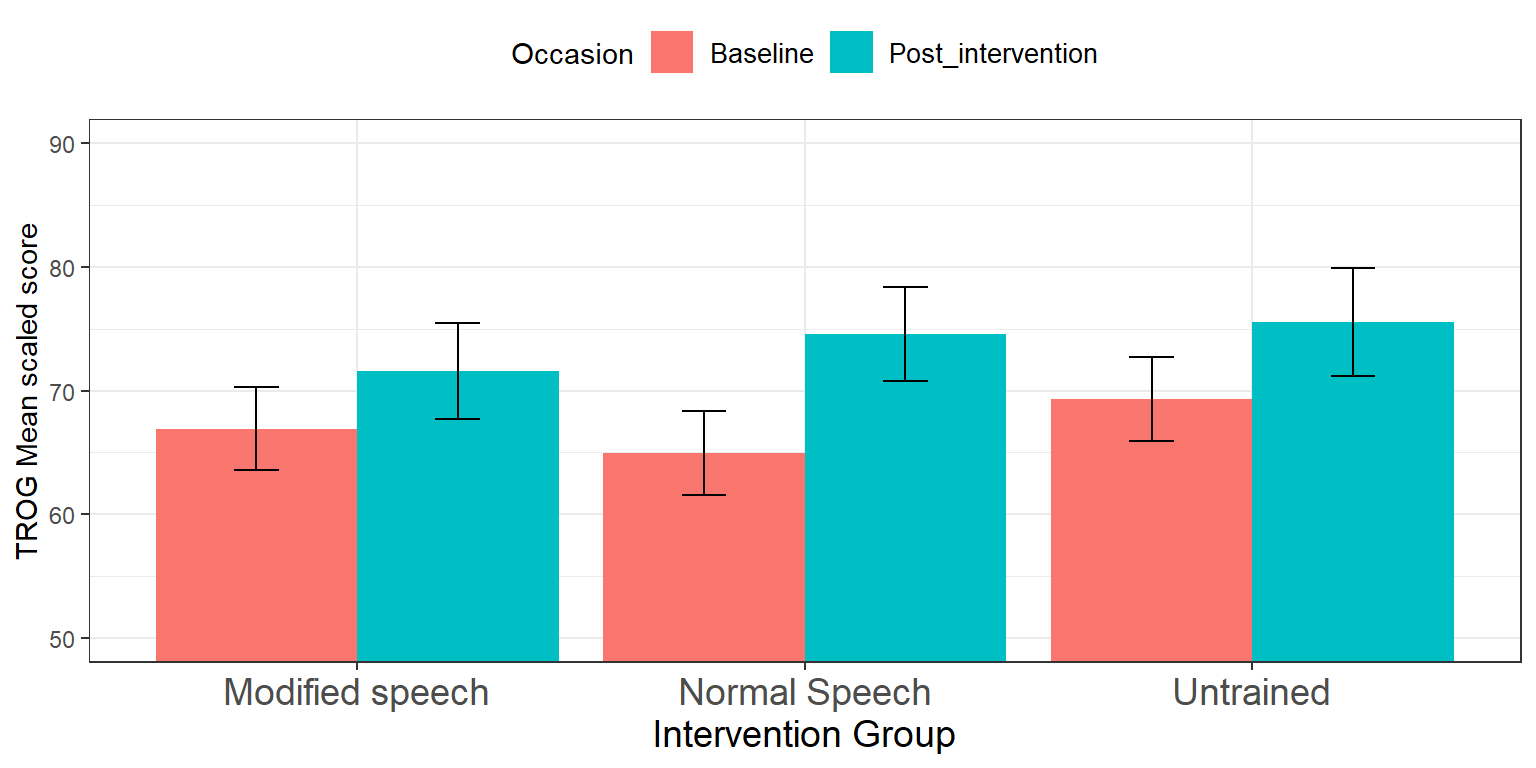 Occasion Baseline Post_intervention
TROG Mean scaled score
90
80
70
60
50
Modified speech Normal Speech Untrained
Intervention Group